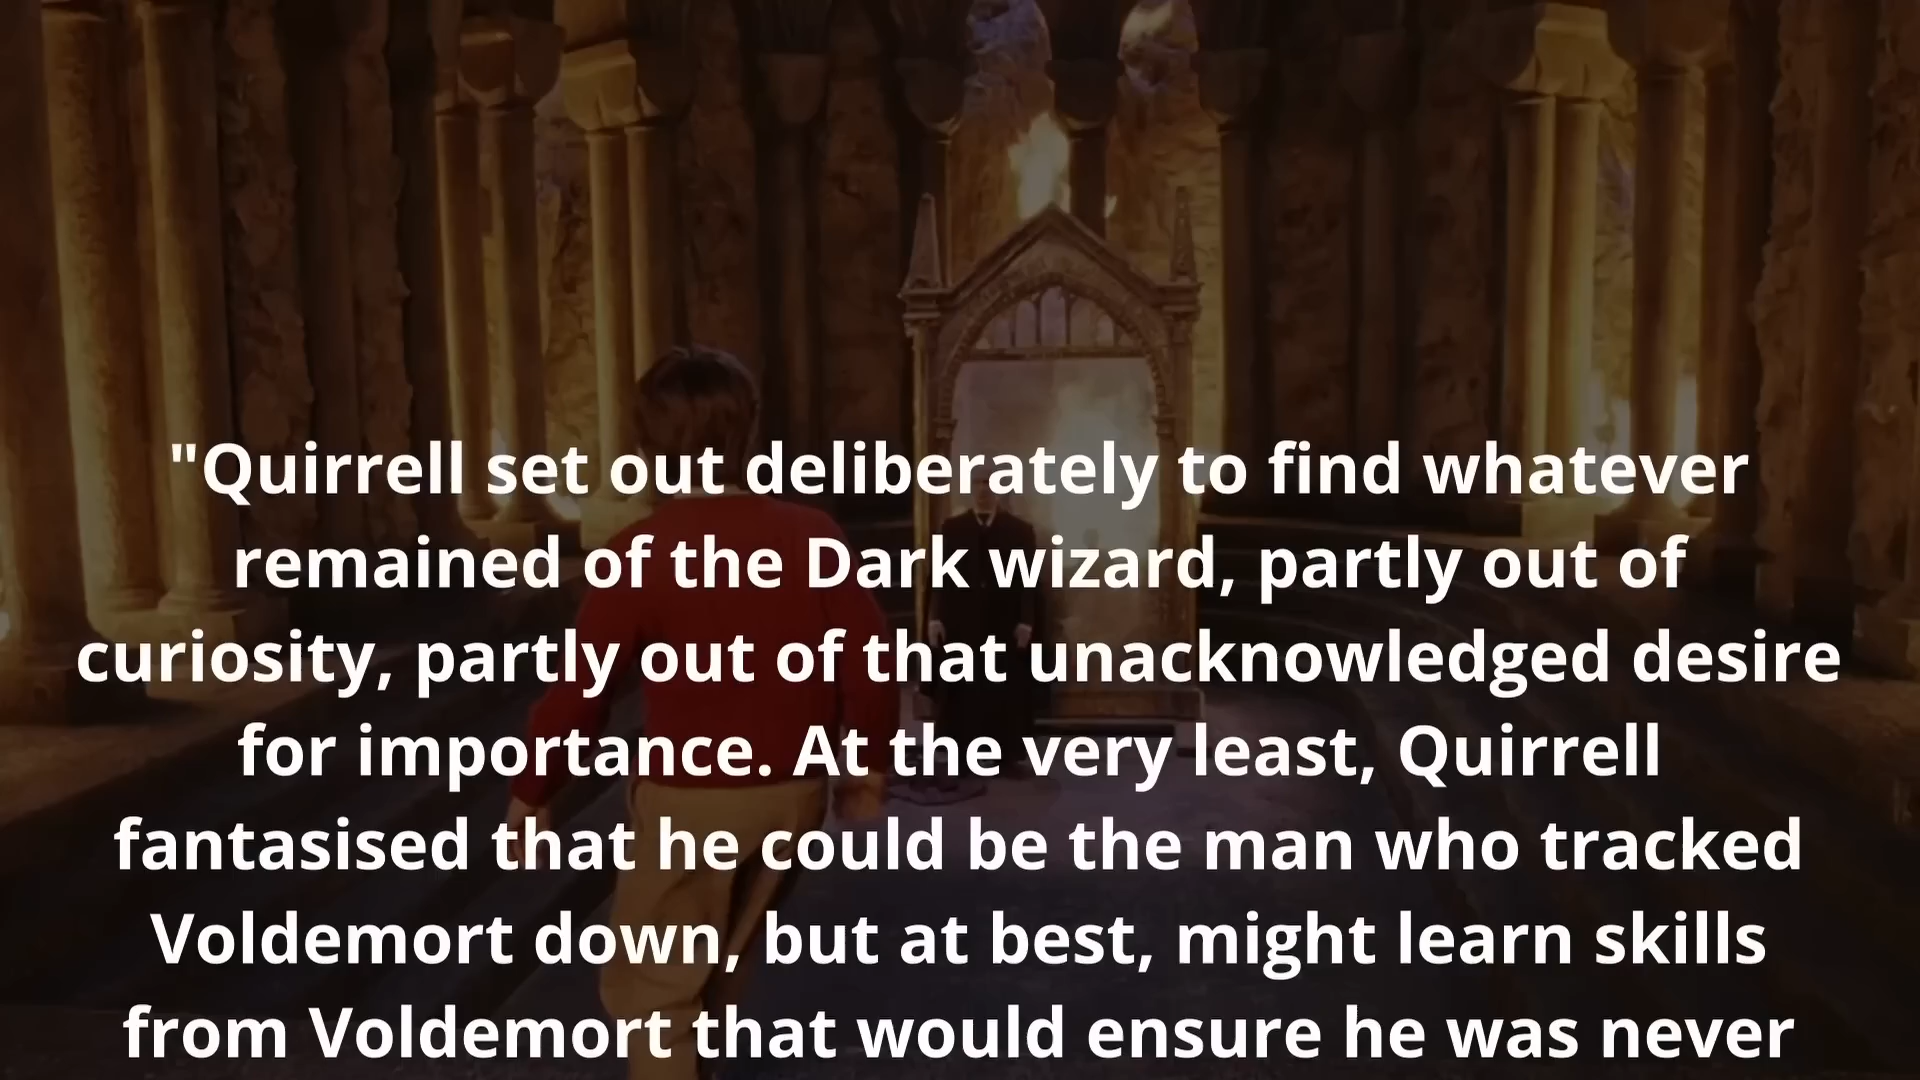 "Quirrell set out deliberately to find whatever
remained of the Dark wizard, partly out of
curiosity, partly out of that unacknowledged desire
for importance. At the very least, Quirrell
fantasised that he could be the man who tracked
Voldemort down, but at best, might learn skills
from Voldemort that would ensure he was never